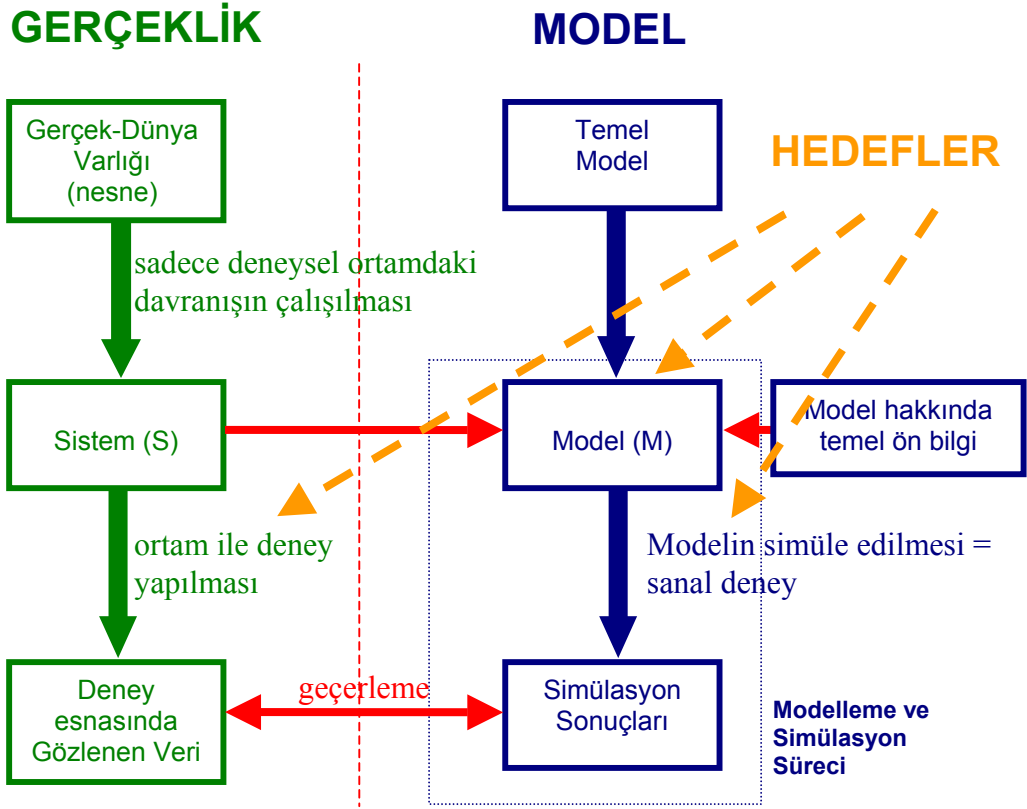 GERÇEKLİK
MODEL
Gerçek-Dünya
Varlığı
(nesne)
Temel
Model
HEDEFLER
sadece deneysel ortamdaki
davranışın çalışılması
Sistem (S)
Model (M)
Model hakkında
temel ön bilgi
ortam ile deney
yapılması
Modelin simüle edilmesi =
sanal deney
Deney
esnasında
Gözlenen Veri
geçerleme
Simülasyon
Sonuçları
Modelleme ve
Simülasyon
Süreci